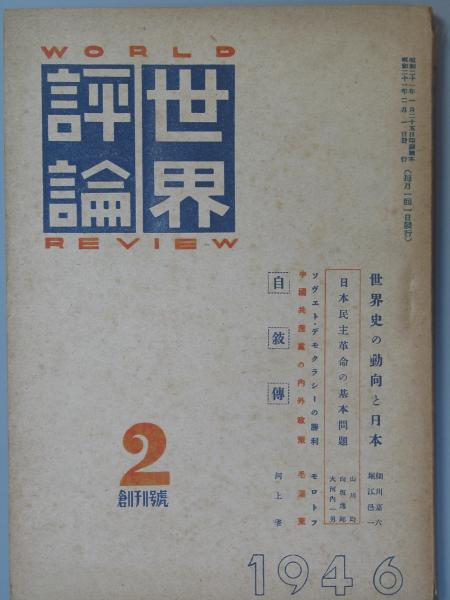 WORLD
世界
評論
REVIEW
昭和二十一年一月二十五日印刷納本
昭和二十一年二月一日發行
(每月一回一日發行)
世界史の動向と日本
細川嘉六
堀江邑一
日本民主革命の基本問題
山川均
向坂逸郎
大河内一男
ソヴエト・デモクラシーの勝利 モロトフ
中國共産黨の内外政策 毛澤東
自敍傳 河上肇
2
創刊號
1946